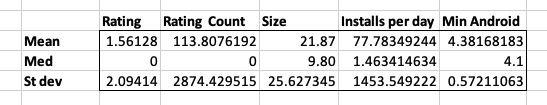 Rating Rating Count Size Installs per day Min Android
Mean 1.56128 113.8076192 21.87 77.78349244 4.38168183
Med 0 0 9.80 1.463414634 4.1
St dev 2.09414 2874.429515 25.627345 1453.549222 0.57211063